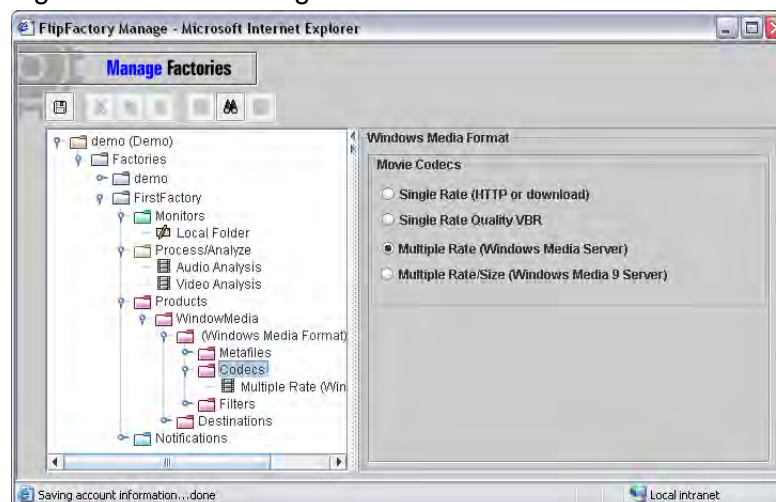 FlipFactory Manage - Microsoft Internet Explorer
Manage Factories
demo (Demo)
Factories
demo
FirstFactory
Monitors
Local Folder
Process/Analyze
Audio Analysis
Video Analysis
Products
WindowMedia
(Windows Media Format)
Metafiles
Codecs
Multiple Rate (Win
Filters
Destinations
Notifications
Windows Media Format
Movie Codecs
Single Rate (HTTP or download)
Single Rate Quality VBR
Multiple Rate (Windows Media Server)
Multiple Rate/Size (Windows Media 9 Server)
Saving account information...done
Local intranet